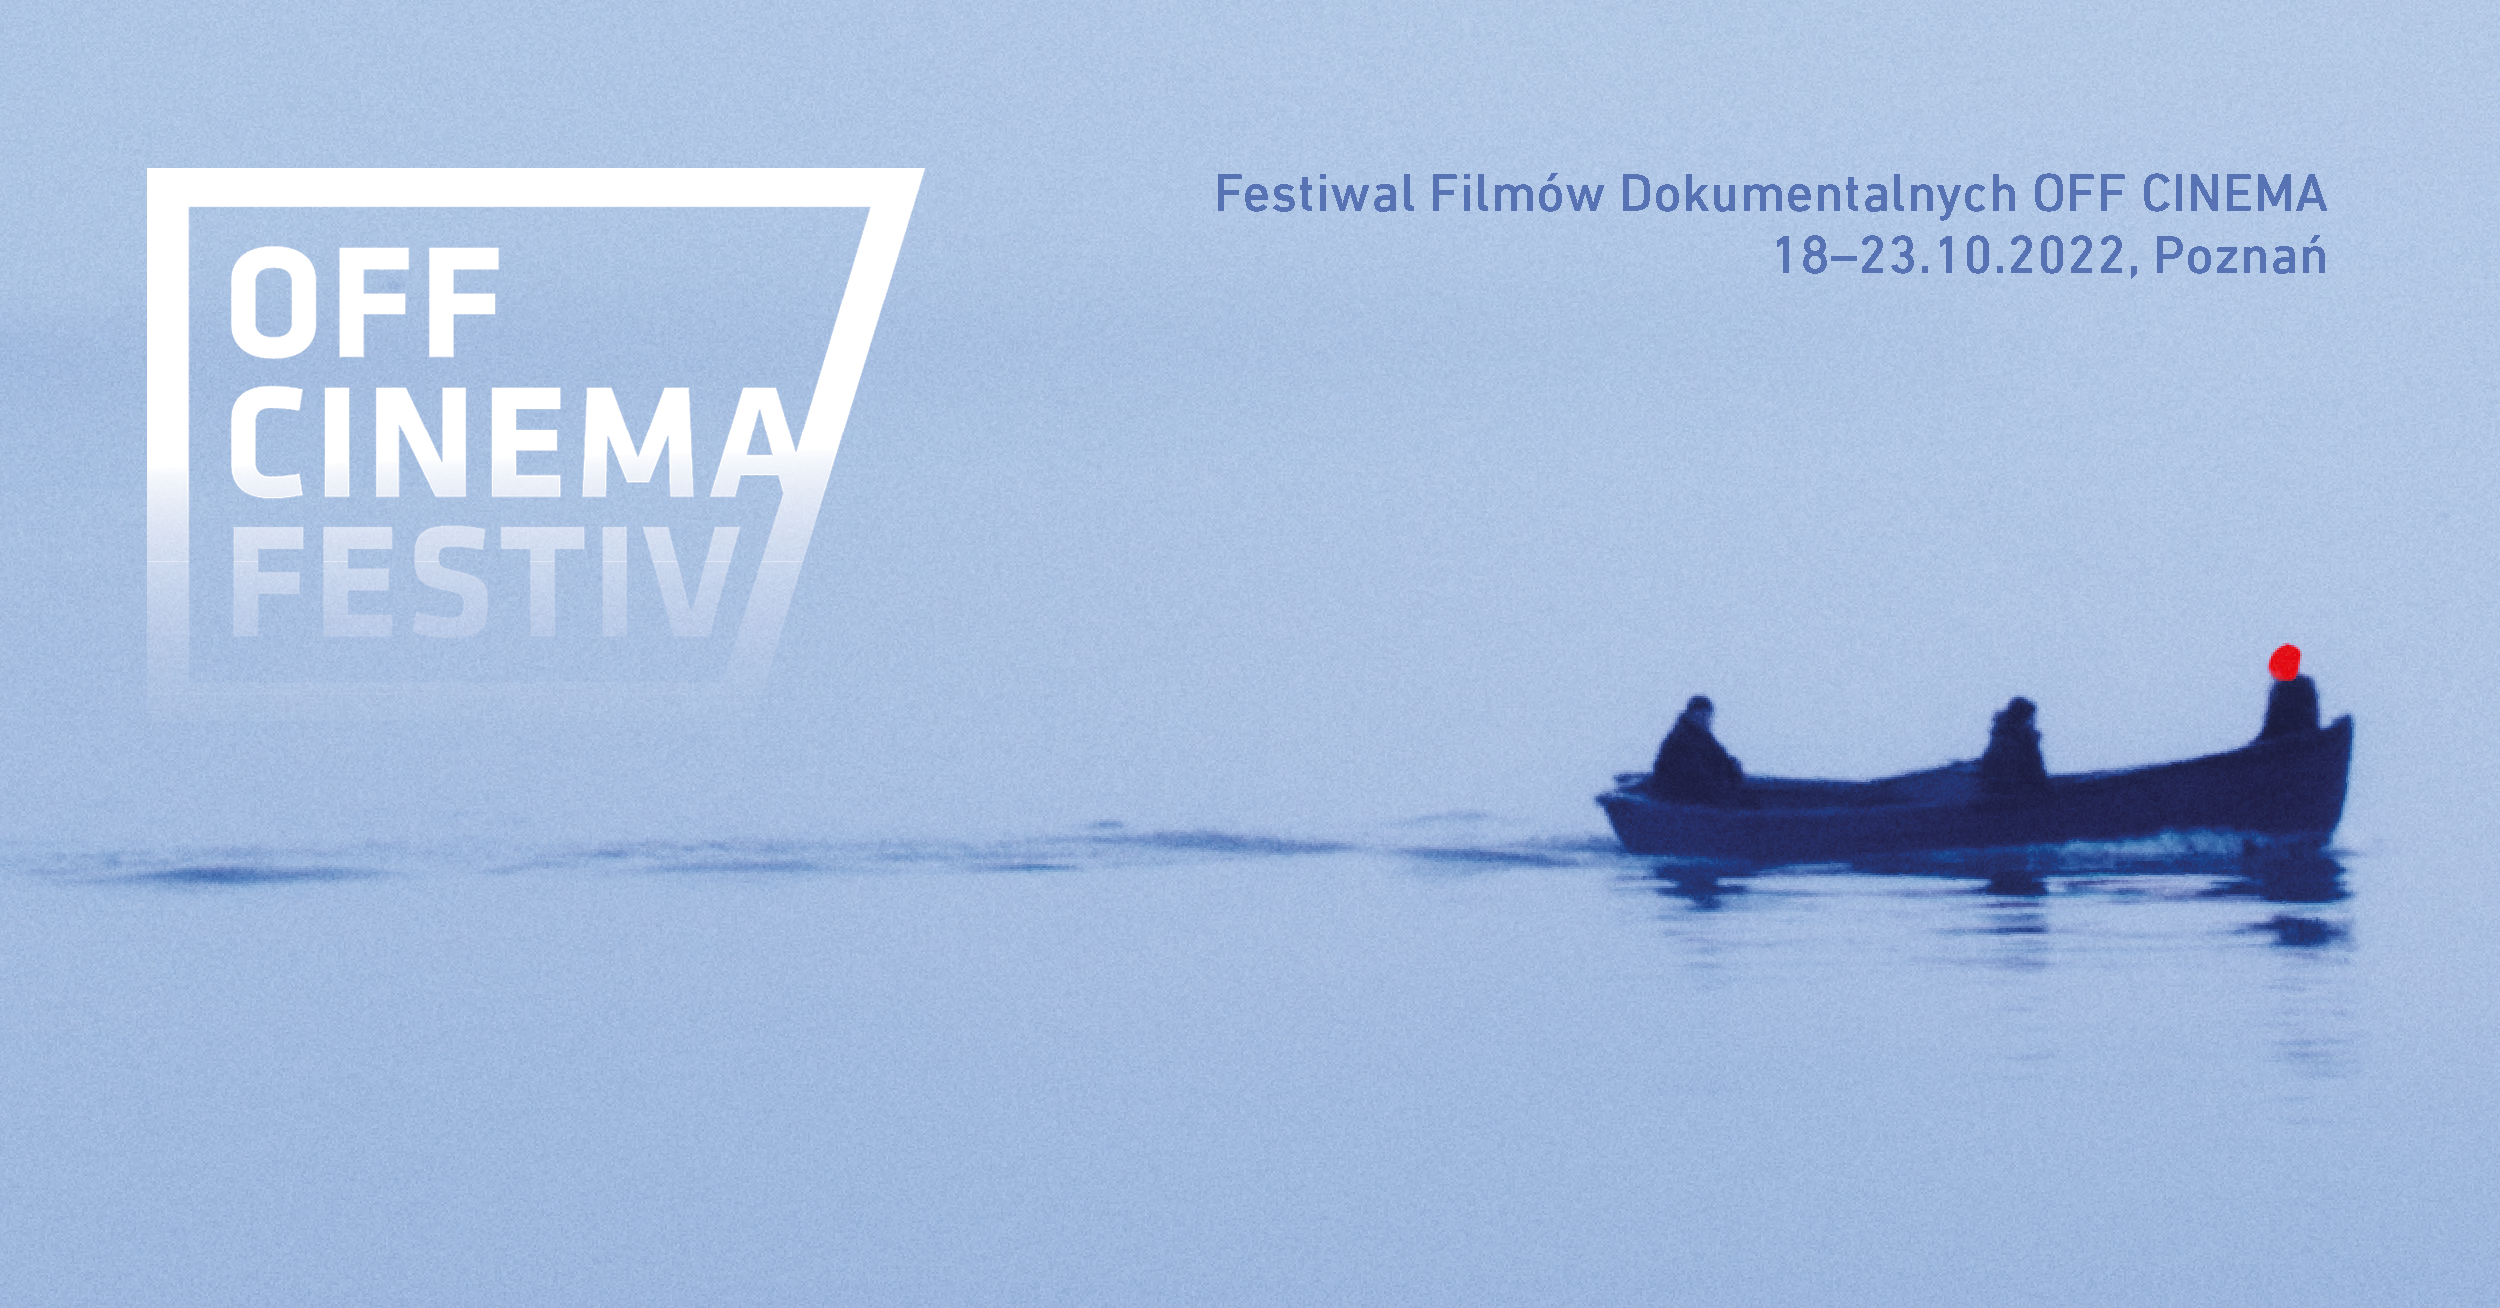 OFF
CINEMA
FESTIV
Festiwal Filmów Dokumentalnych OFF CINEMA
18–23.10.2022, Poznań